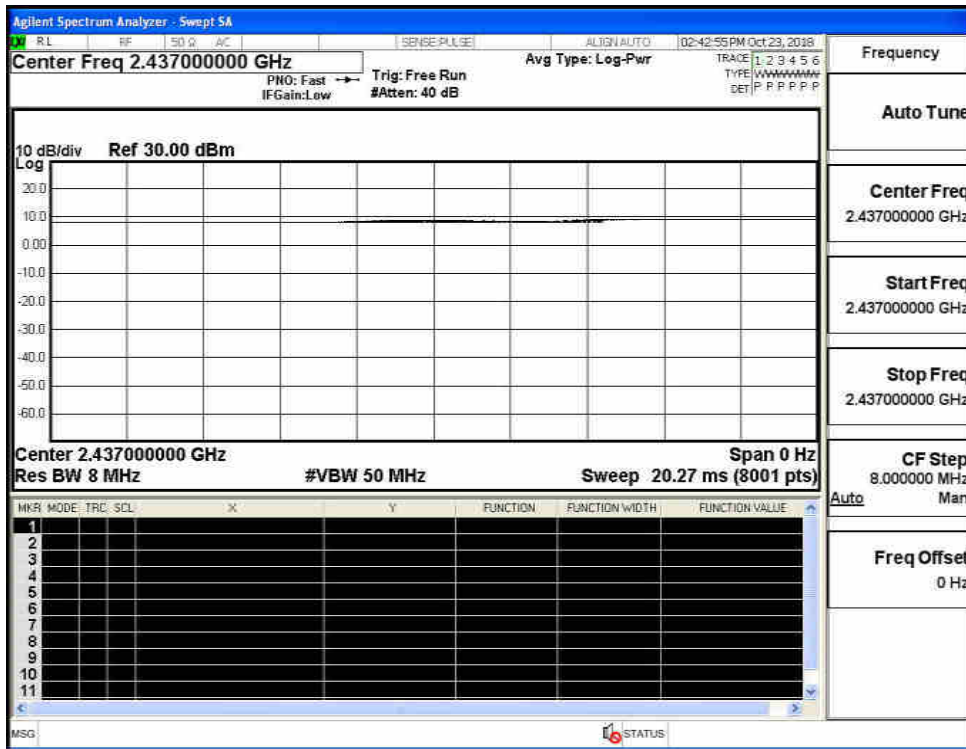 Agilent Spectrum Analyzer - Swept SA
RL RF 50 Ω AC SENSE:PULSE ALIGNAUTO 02:42:55PM Oct 23, 2018
Center Freq 2.437000000 GHz
PNO: Fast
IFGain:Low
Trig: Free Run
#Atten: 40 dB
Avg Type: Log-Pwr
TRACE 1 2 3 4 5 6
TYPE WWWWWW
DET P P P P P P
10 dB/div Ref 30.00 dBm
Log
20.0
10.0
0.00
-10.0
-20.0
-30.0
-40.0
-50.0
-60.0
Center 2.437000000 GHz Span 0 Hz
Res BW 8 MHz #VBW 50 MHz Sweep 20.27 ms (8001 pts)
MKR MODE TRC SCL X Y FUNCTION FUNCTION WIDTH FUNCTION VALUE
1
2
3
4
5
6
7
8
9
10
11
MSG STATUS
Frequency
Auto Tune
Center Freq
2.437000000 GHz
Start Freq
2.437000000 GHz
Stop Freq
2.437000000 GHz
CF Step
8.000000 MHz
Auto Man
Freq Offset
0 Hz